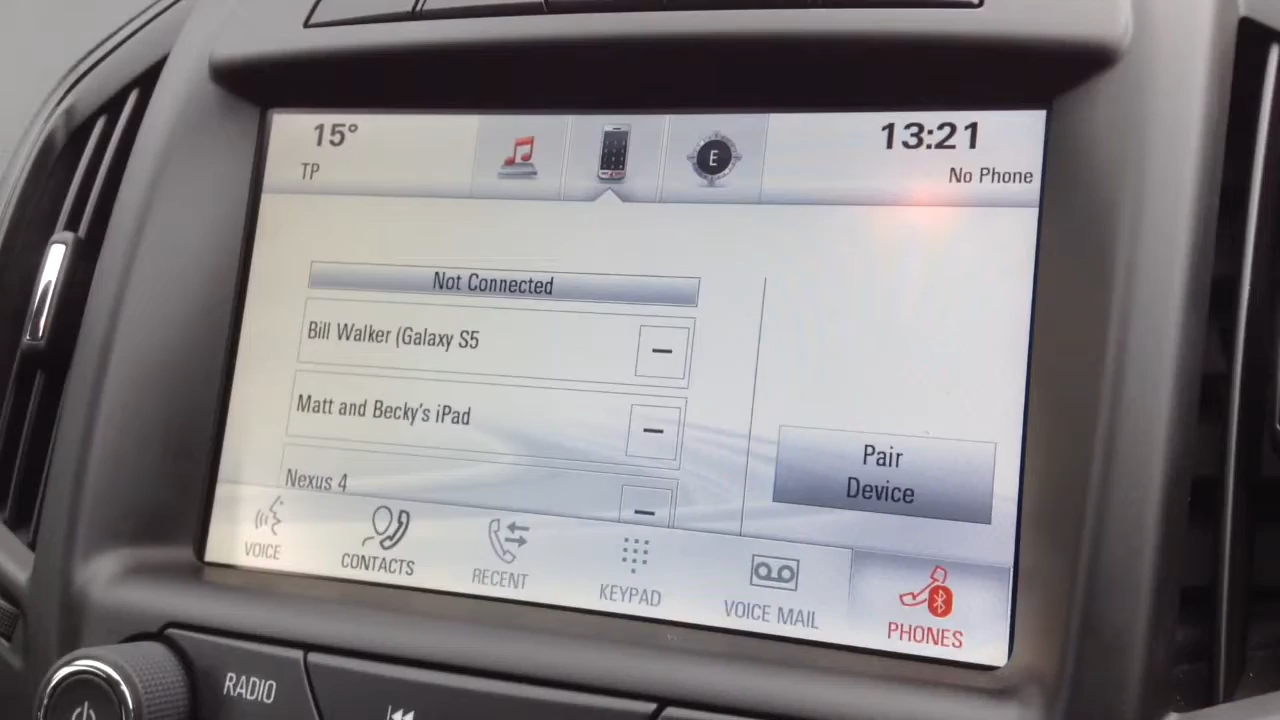 15°
13:21
TP
E
No Phone
Not Connected
Bill Walker (Galaxy S5
Matt and Becky's iPad
Nexus 4
Pair
Device
VOICE
CONTACTS
RECENT
KEYPAD
VOICE MAIL
PHONES
RADIO